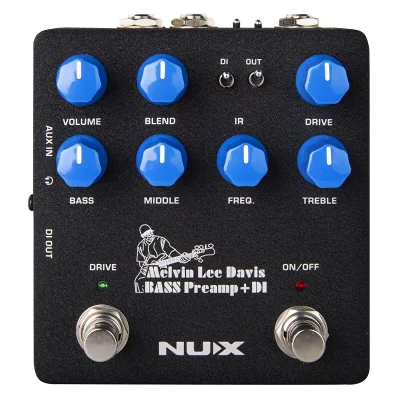 DI OUT
VOLUME BLEND IR DRIVE
AUX IN
BASS MIDDLE FREQ. TREBLE
DI OUT
Melvin Lee Davis
BASS Preamp+DI
DRIVE ON/OFF
NUX